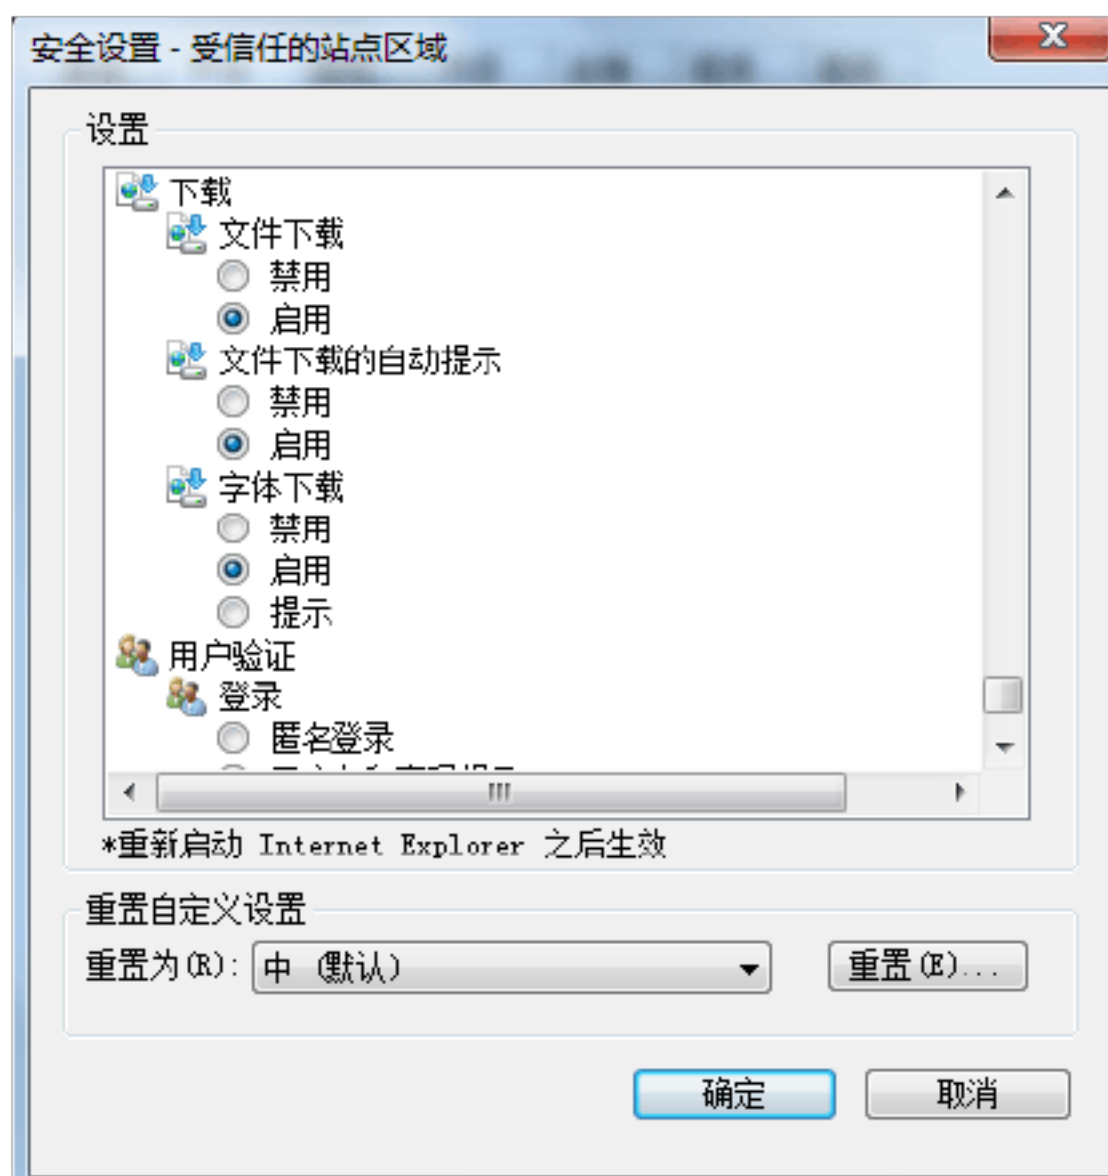 安全设置 - 受信任的站点区域
设置
下载
文件下载
禁用
启用
文件下载的自动提示
禁用
启用
字体下载
禁用
启用
提示
用户验证
登录
匿名登录
*重新启动 Internet Explorer 之后生效
重置自定义设置
重置为(R): 中 (默认) 重置(E)...
确定 取消